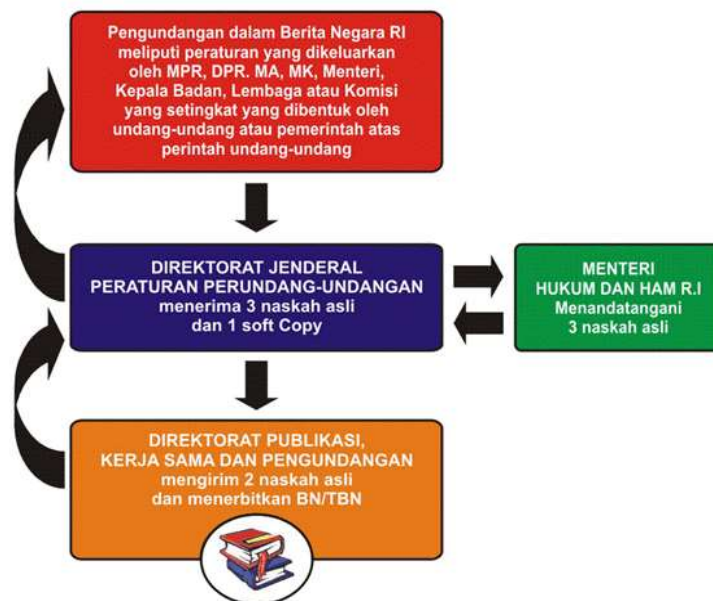 Pengundangan dalam Berita Negara RI
meliputi peraturan yang dikeluarkan
oleh MPR, DPR. MA, MK, Menteri,
Kepala Badan, Lembaga atau Komisi
yang setingkat yang dibentuk oleh
undang-undang atau pemerintah atas
perintah undang-undang
DIREKTORAT JENDERAL
PERATURAN PERUNDANG-UNDANGAN
menerima 3 naskah asli
dan 1 soft Copy
MENTERI
HUKUM DAN HAM R.I
Menandatangani
3 naskah asli
DIREKTORAT PUBLIKASI,
KERJA SAMA DAN PENGUNDANGAN
mengirim 2 naskah asli
dan menerbitkan BN/TBN